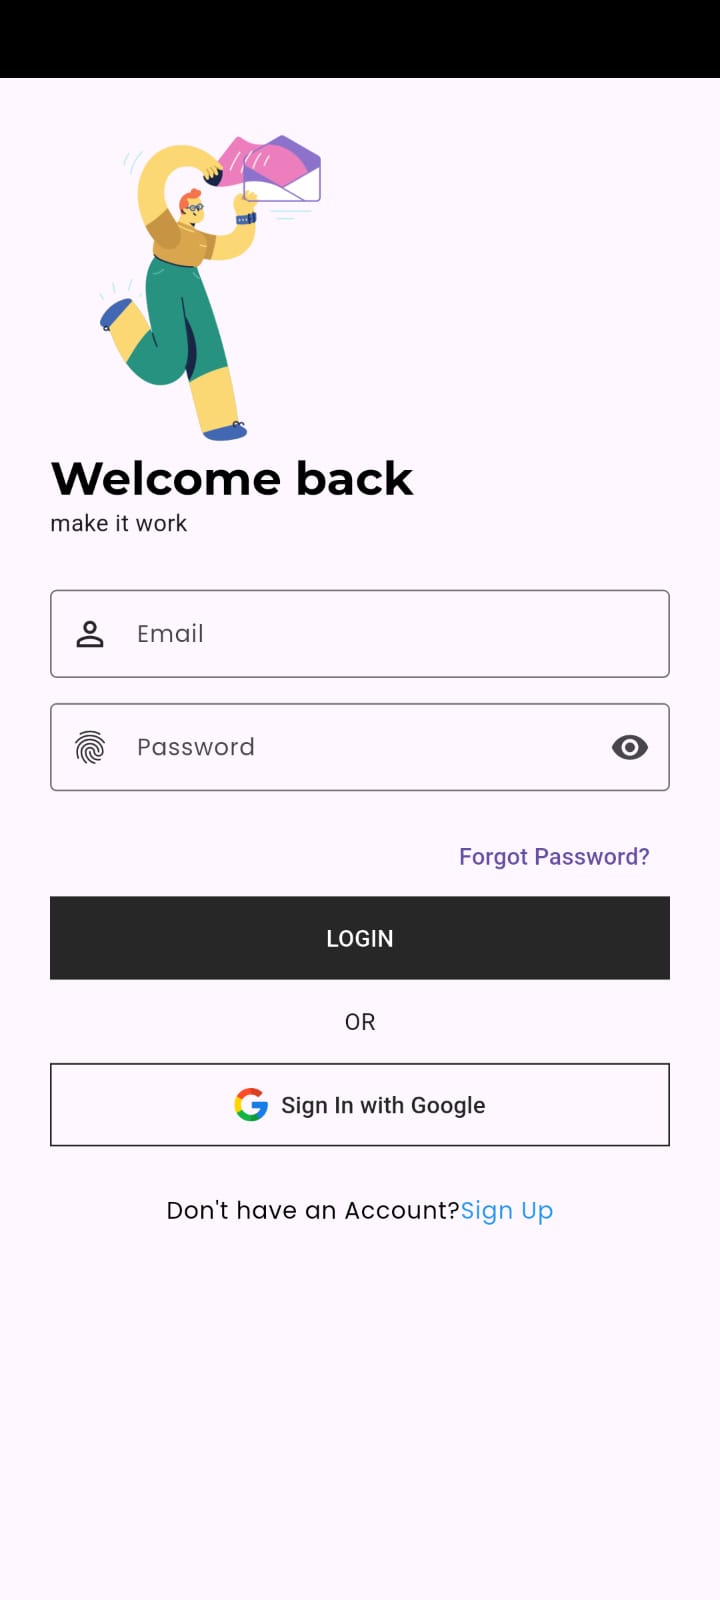 Welcome back
make it work
Email
Password
Forgot Password?
LOGIN
OR
Sign In with Google
Don't have an Account?Sign Up